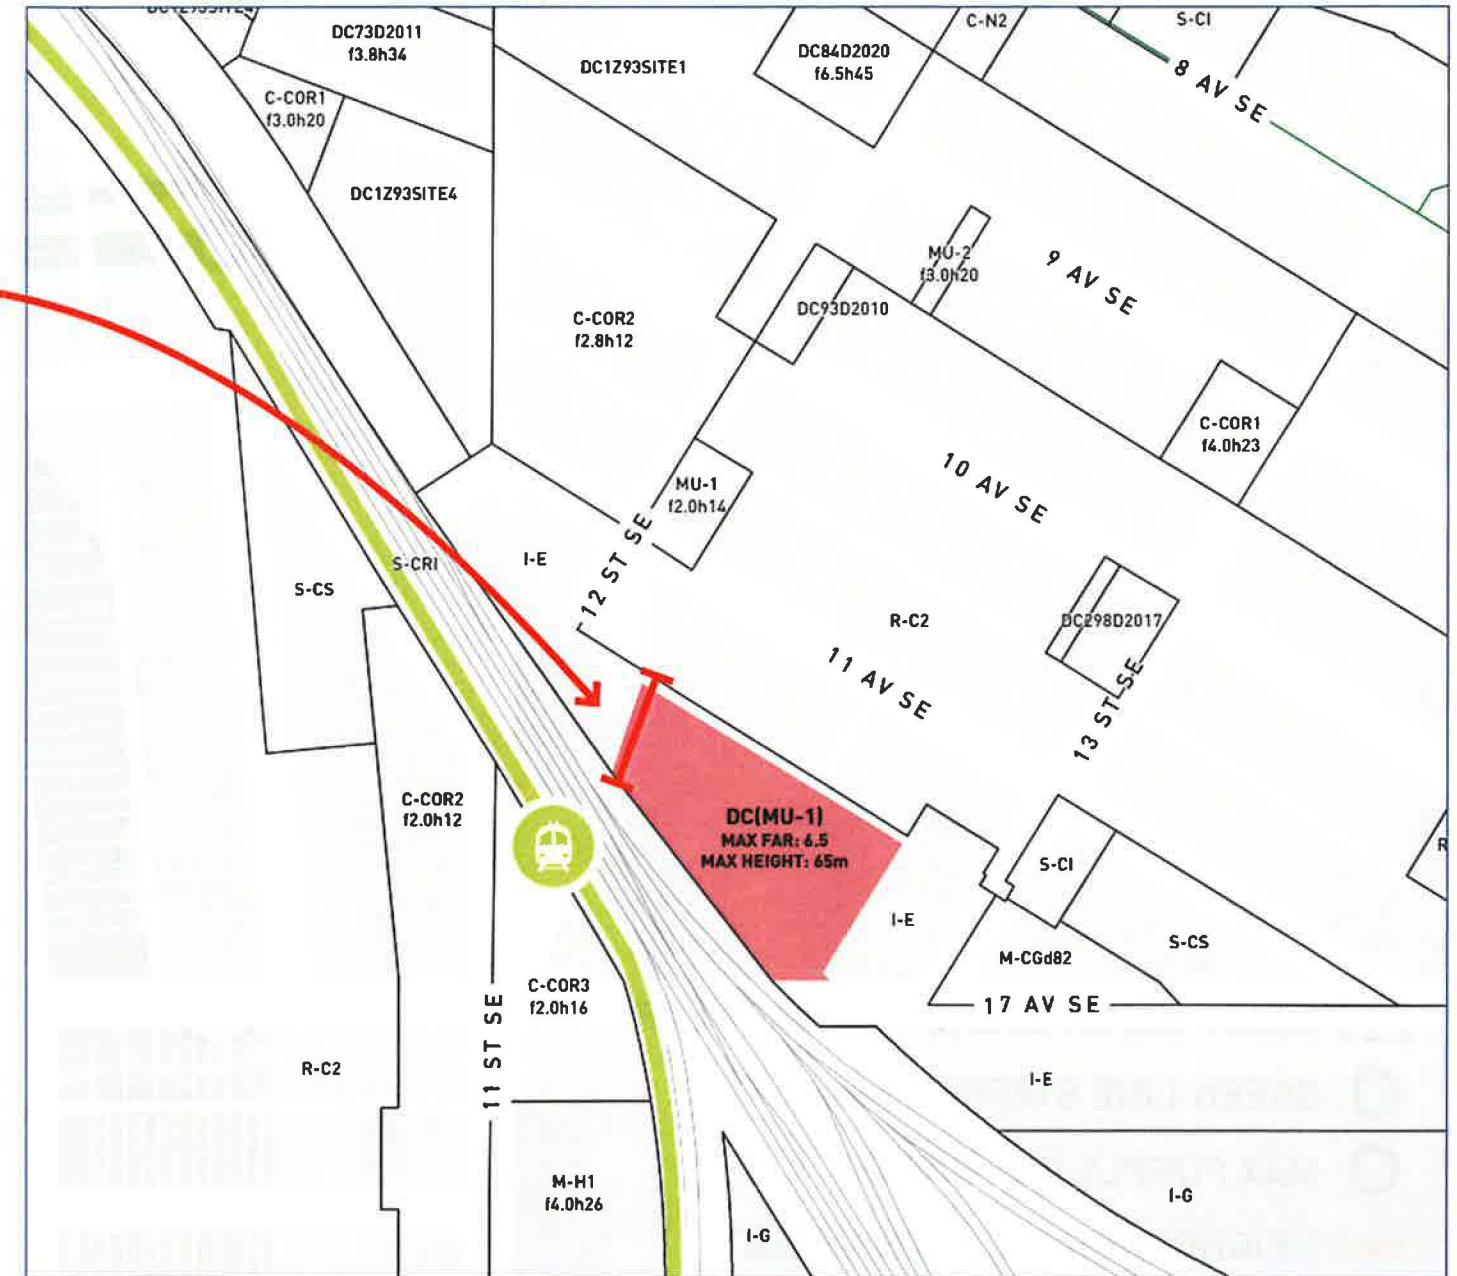 DC73D2011
f3.8h34
DC1Z93SITE1
DC84D2020
f6.5h45
C-N2
S-CI
8 AV SE
C-COR1
f3.0h20
DC1Z93SITE4
MU-2
f3.0h20
9 AV SE
DC93D2010
C-COR2
f2.8h12
C-COR1
f4.0h23
10 AV SE
MU-1
f2.0h14
12 ST SE
I-E
S-CRI
S-CS
R-C2
DC298D2017
11 AV SE
13 ST SE
C-COR2
f2.0h12
DC(MU-1)
MAX FAR: 6.5
MAX HEIGHT: 65m
S-CI
I-E
S-CS
M-CGd82
17 AV SE
C-COR3
f2.0h16
11 ST SE
R-C2
I-E
M-H1
f4.0h26
I-G
I-G